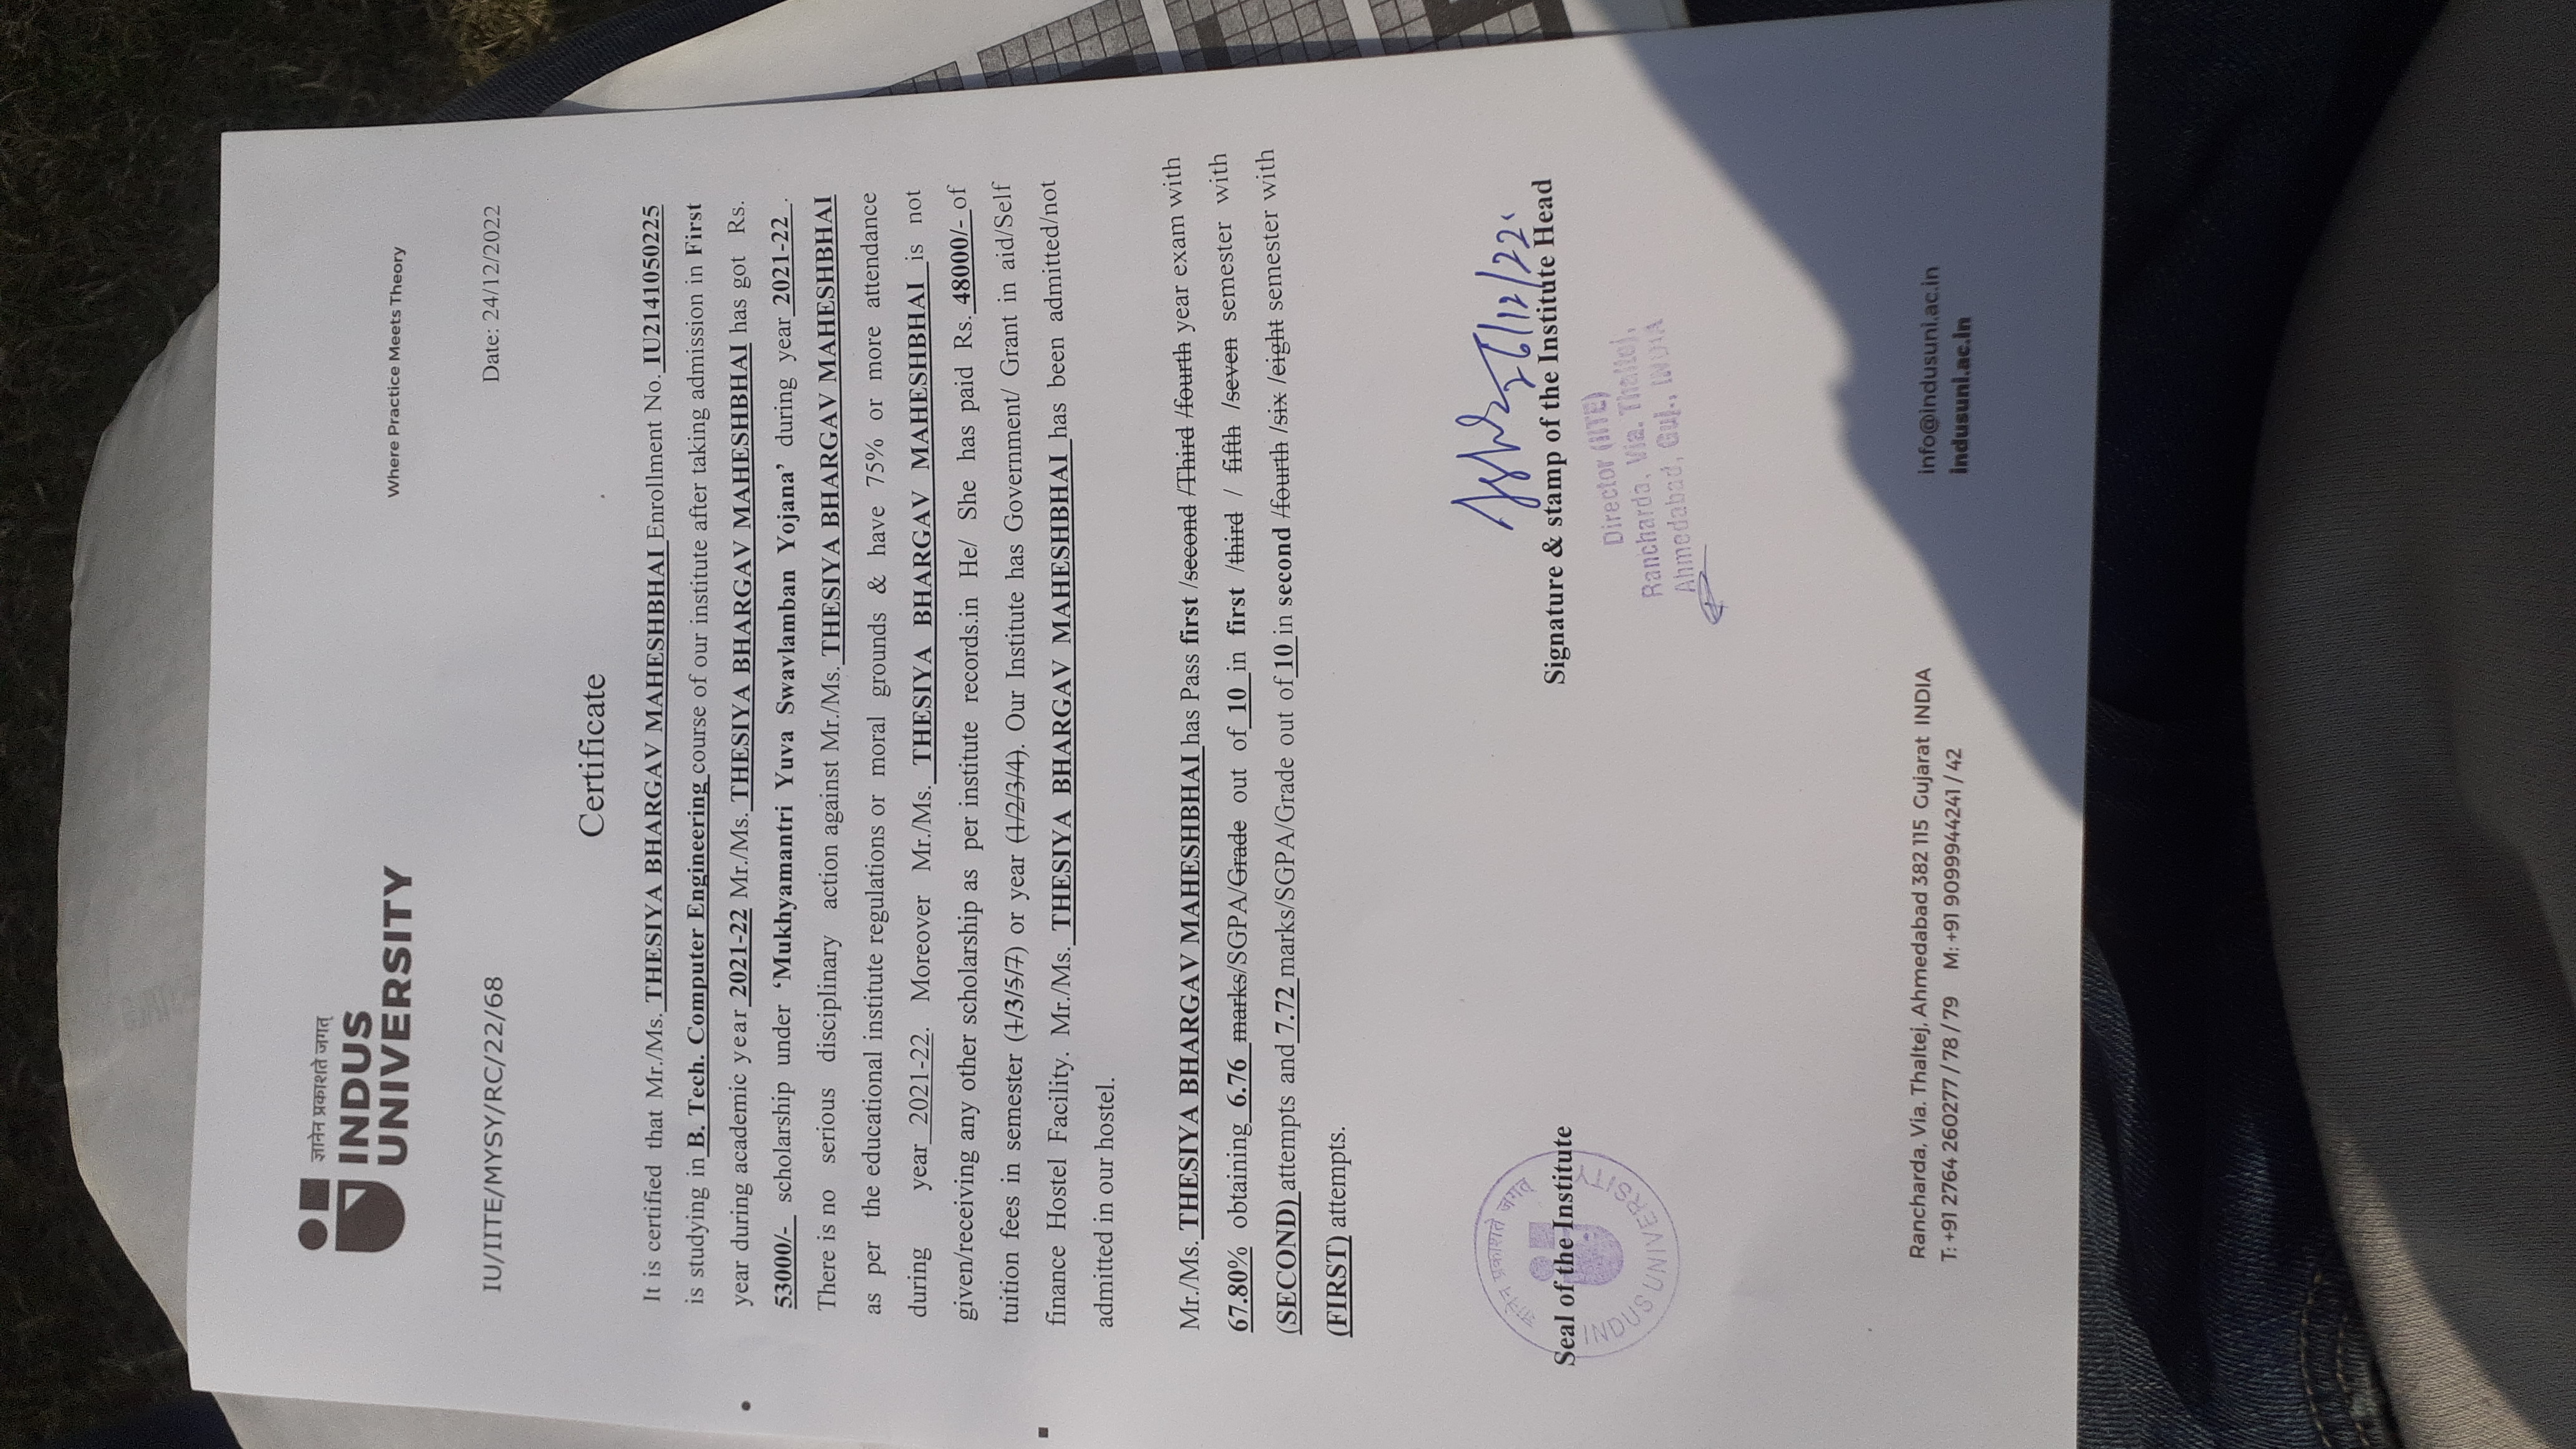 ज्ञानेन प्रकाशते जगत्
INDUS
UNIVERSITY
Where Practice Meets Theory
IU/IITE/MYSY/RC/22/68
Date: 24/12/2022
Certificate
It is certified that Mr./Ms. THESIYA BHARGAV MAHESHBHAI Enrollment No. IU2141050225
is studying in B. Tech. Computer Engineering course of our institute after taking admission in First
year during academic year 2021-22 Mr./Ms. THESIYA BHARGAV MAHESHBHAI has got Rs.
53000/- scholarship under ‘Mukhyamantri Yuva Swavlamban Yojana’ during year 2021-22 .
There is no serious disciplinary action against Mr./Ms. THESIYA BHARGAV MAHESHBHAI
as per the educational institute regulations or moral grounds & have 75% or more attendance
during year 2021-22. Moreover Mr./Ms. THESIYA BHARGAV MAHESHBHAI is not
given/receiving any other scholarship as per institute records.in He/ She has paid Rs. 48000/- of
tuition fees in semester (1/3/5/7) or year (1/2/3/4). Our Institute has Government/ Grant in aid/Self
finance Hostel Facility. Mr./Ms. THESIYA BHARGAV MAHESHBHAI has been admitted/not
admitted in our hostel.
Mr./Ms. THESIYA BHARGAV MAHESHBHAI has Pass first /second /Third /fourth year exam with
67.80% obtaining 6.76 marks/SGPA/Grade out of 10 in first /third / fifth /seven semester with
(SECOND) attempts and 7.72 marks/SGPA/Grade out of 10 in second /fourth /six /eight semester with
(FIRST) attempts.
ज्ञानेन प्रकाशते जगत्
Seal of the Institute
INDUS UNIVERSITY
26/12/22.
Signature & stamp of the Institute Head
Director (IITE)
Rancharda, Via. Thaltej,
Ahmedabad, Guj., INDIA
Rancharda, Via. Thaltej, Ahmedabad 382 115 Gujarat INDIA
T: +91 2764 260277 / 78 / 79 M: +91 9099944241 / 42
info@indusuni.ac.in
indusuni.ac.in